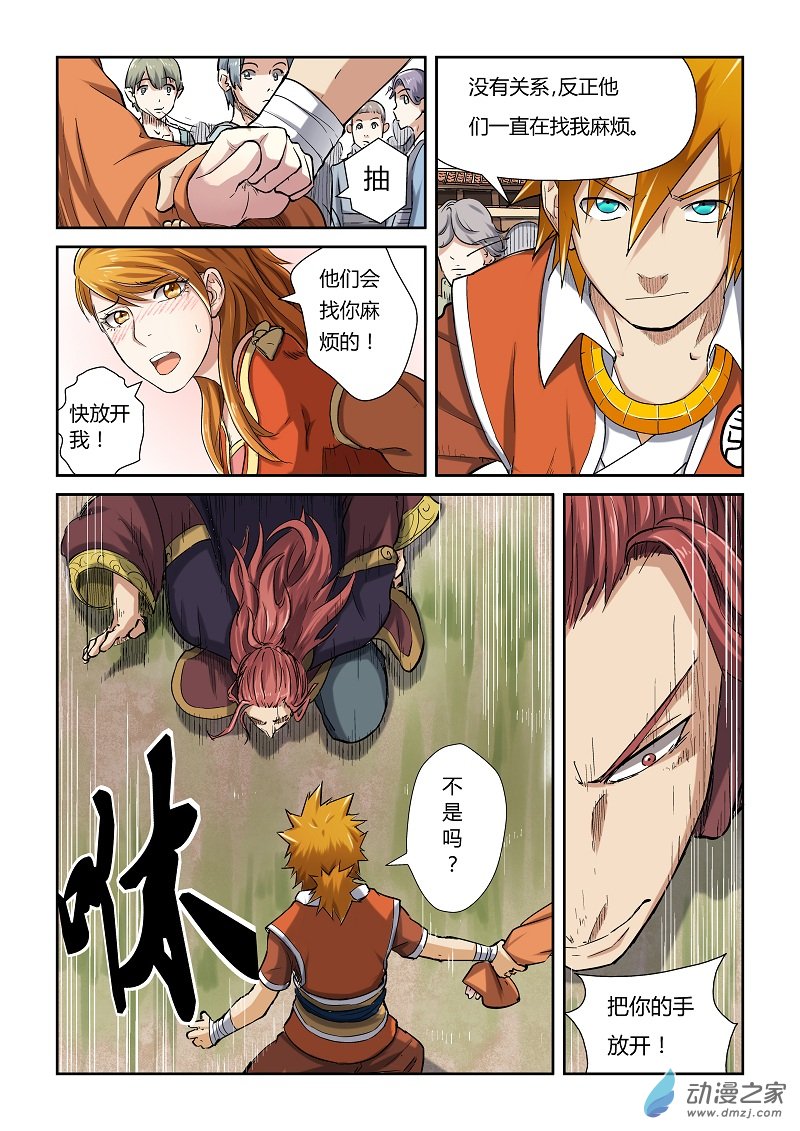 抽
没有关系,反正他
们一直在找我麻烦。
他们会
找你麻
烦的！
快放开
我！
咻
不
是
吗
？
把你的手
放开！
动漫之家
www.dmzj.com